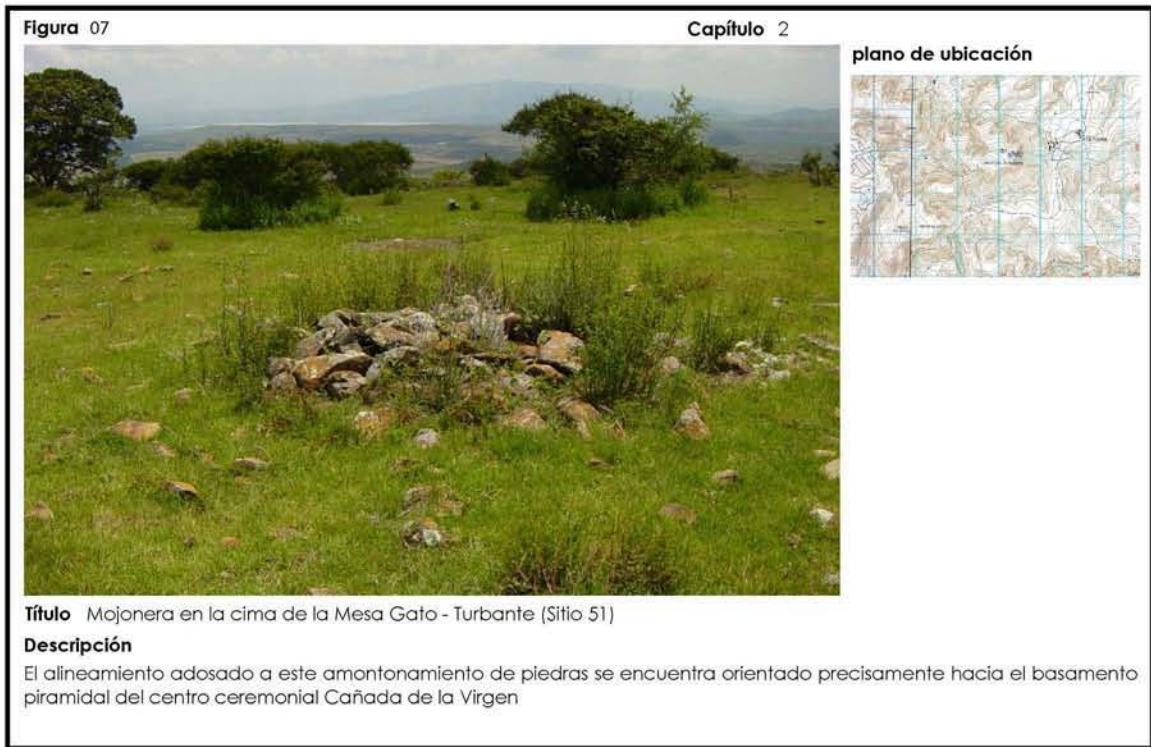 Figura 07
Capítulo 2
plano de ubicación
Título Mojonera en la cima de la Mesa Gato - Turbante (Sitio 51)
Descripción
El alineamiento adosado a este amontonamiento de piedras se encuentra orientado precisamente hacia el basamento
piramidal del centro ceremonial Cañada de la Virgen